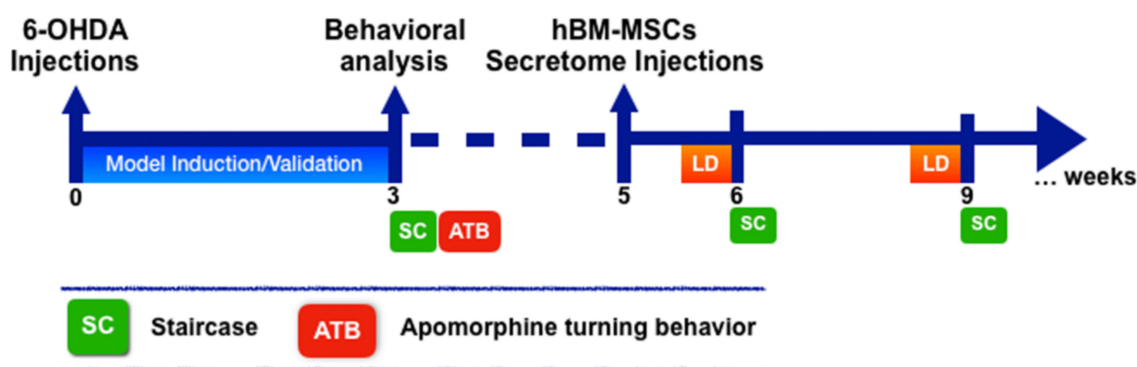 6-OHDA
Injections
Behavioral
analysis
hBM-MSCs
Secretome Injections
Model Induction/Validation
LD
LD
0
3
5
6
9
... weeks
SC
ATB
SC
SC
SC
Staircase
ATB
Apomorphine turning behavior